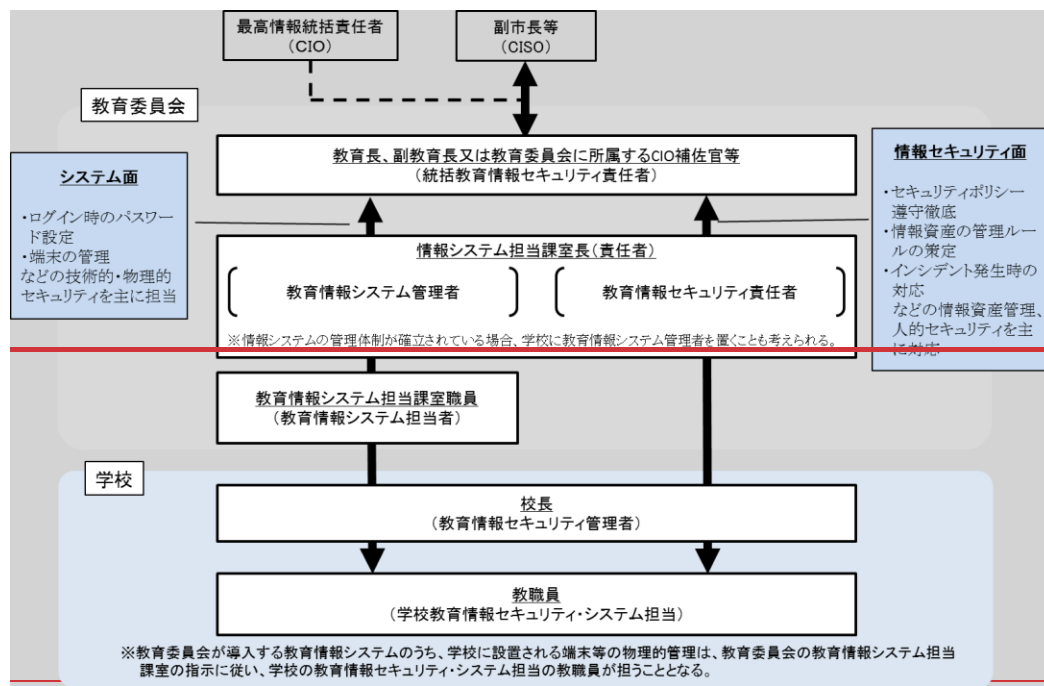 最高情報統括責任者
（CIO）
副市長等
（CISO）
教育委員会
教育長、副教育長又は教育委員会に所属するCIO補佐官等
（統括教育情報セキュリティ責任者）
システム面
・ログイン時のパスワー
ド設定
・端末の管理
などの技術的・物理的
セキュリティを主に担当
情報セキュリティ面
・セキュリティポリシー
遵守徹底
・情報資産の管理ルー
ルの策定
・インシデント発生時の
対応
などの情報資産管理、
人的セキュリティを主
に対応
情報システム担当課室長（責任者）
教育情報システム管理者
教育情報セキュリティ責任者
※情報システムの管理体制が確立されている場合、学校に教育情報システム管理者を置くことも考えられる。
教育情報システム担当課室職員
（教育情報システム担当者）
学校
校長
（教育情報セキュリティ管理者）
教職員
（学校教育情報セキュリティ・システム担当）
※教育委員会が導入する教育情報システムのうち、学校に設置される端末等の物理的管理は、教育委員会の教育情報システム担当
課室の指示に従い、学校の教育情報セキュリティ・システム担当の教職員が担うこととなる。